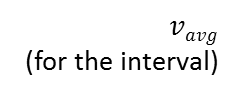 v_avg
(for the interval)